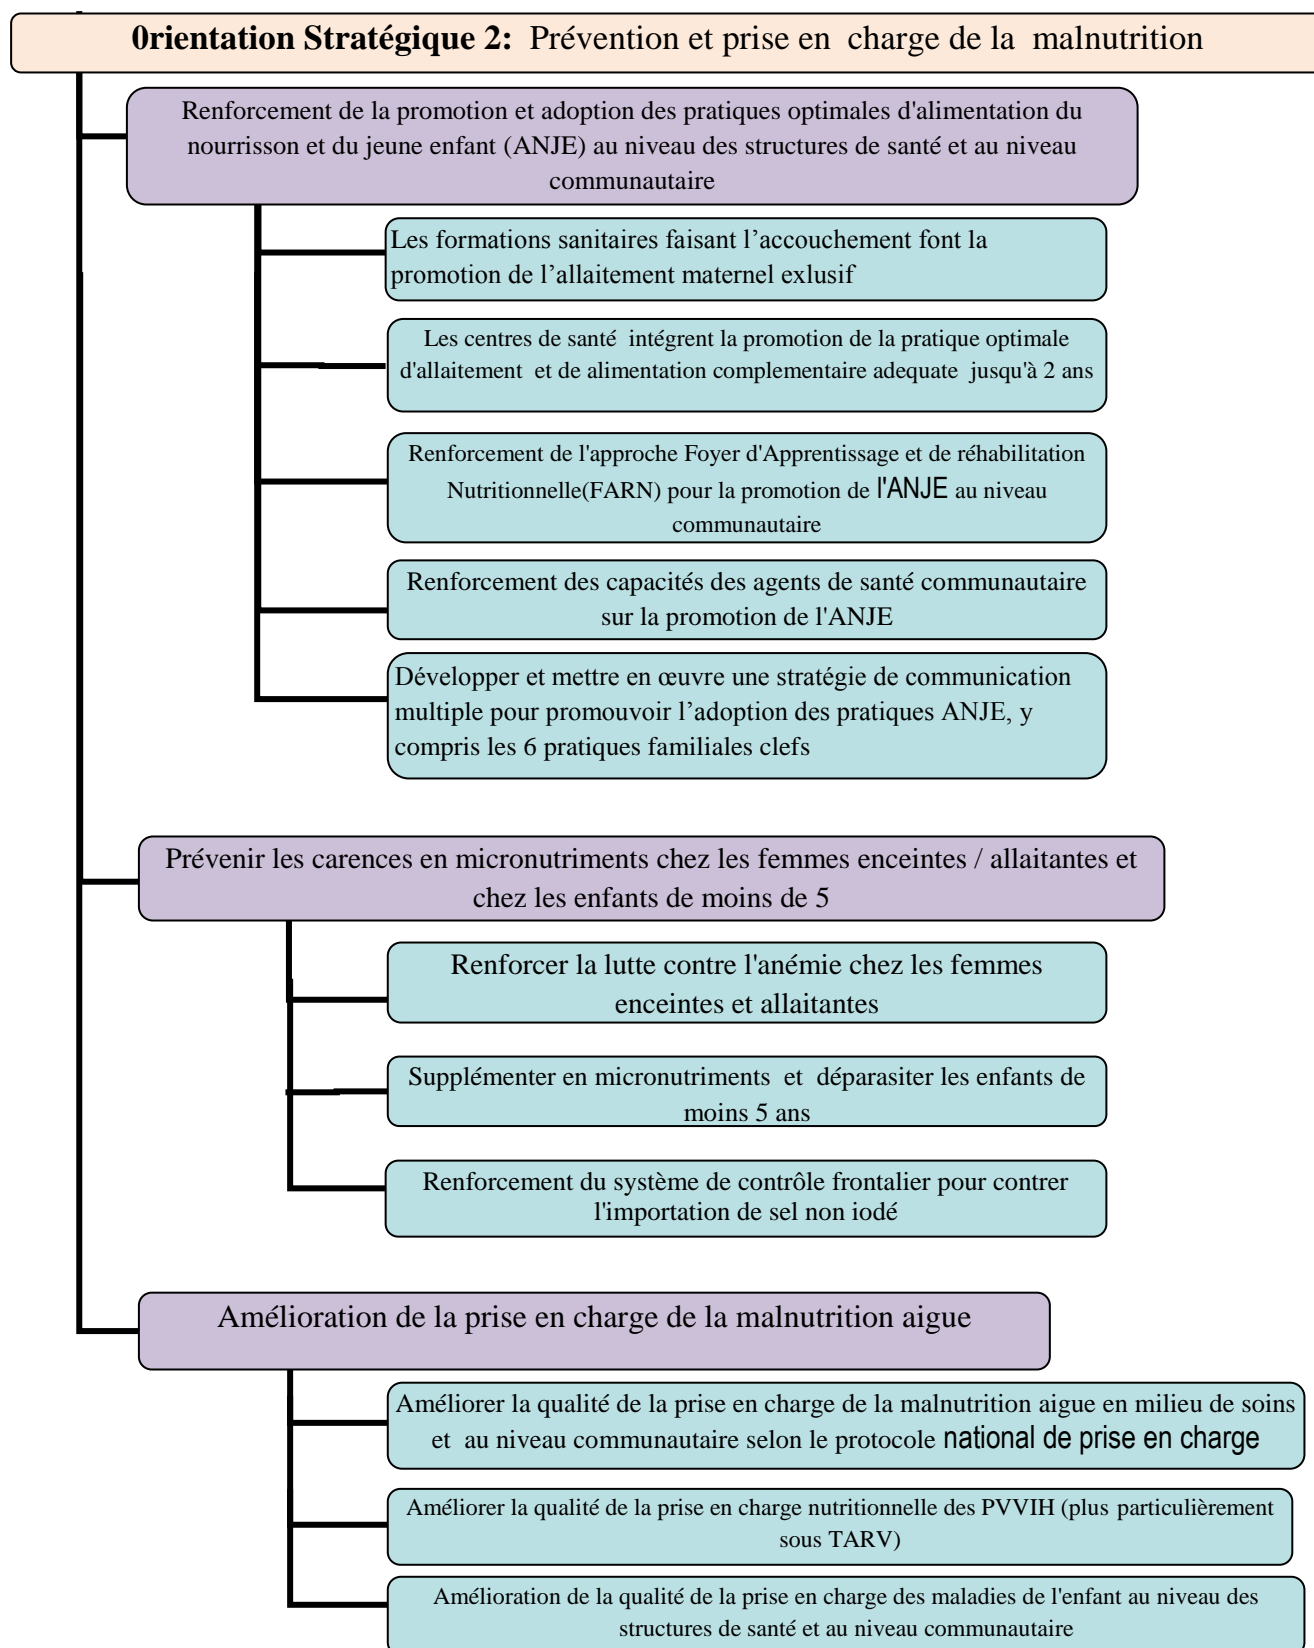 0rientation Stratégique 2: Prévention et prise en charge de la malnutrition
Renforcement de la promotion et adoption des pratiques optimales d'alimentation du
nourrisson et du jeune enfant (ANJE) au niveau des structures de santé et au niveau
communautaire
Les formations sanitaires faisant l’accouchement font la
promotion de l’allaitement maternel exlusif
Les centres de santé intégrent la promotion de la pratique optimale
d'allaitement et de alimentation complementaire adequate jusqu'à 2 ans
Renforcement de l'approche Foyer d'Apprentissage et de réhabilitation
Nutritionnelle(FARN) pour la promotion de l'ANJE au niveau
communautaire
Renforcement des capacités des agents de santé communautaire
sur la promotion de l'ANJE
Développer et mettre en œuvre une stratégie de communication
multiple pour promouvoir l’adoption des pratiques ANJE, y
compris les 6 pratiques familiales clefs
Prévenir les carences en micronutriments chez les femmes enceintes / allaitantes et
chez les enfants de moins de 5
Renforcer la lutte contre l'anémie chez les femmes
enceintes et allaitantes
Supplémenter en micronutriments et déparasiter les enfants de
moins 5 ans
Renforcement du système de contrôle frontalier pour contrer
l'importation de sel non iodé
Amélioration de la prise en charge de la malnutrition aigue
Améliorer la qualité de la prise en charge de la malnutrition aigue en milieu de soins
et au niveau communautaire selon le protocole national de prise en charge
Améliorer la qualité de la prise en charge nutritionnelle des PVVIH (plus particulièrement
sous TARV)
Amélioration de la qualité de la prise en charge des maladies de l'enfant au niveau des
structures de santé et au niveau communautaire